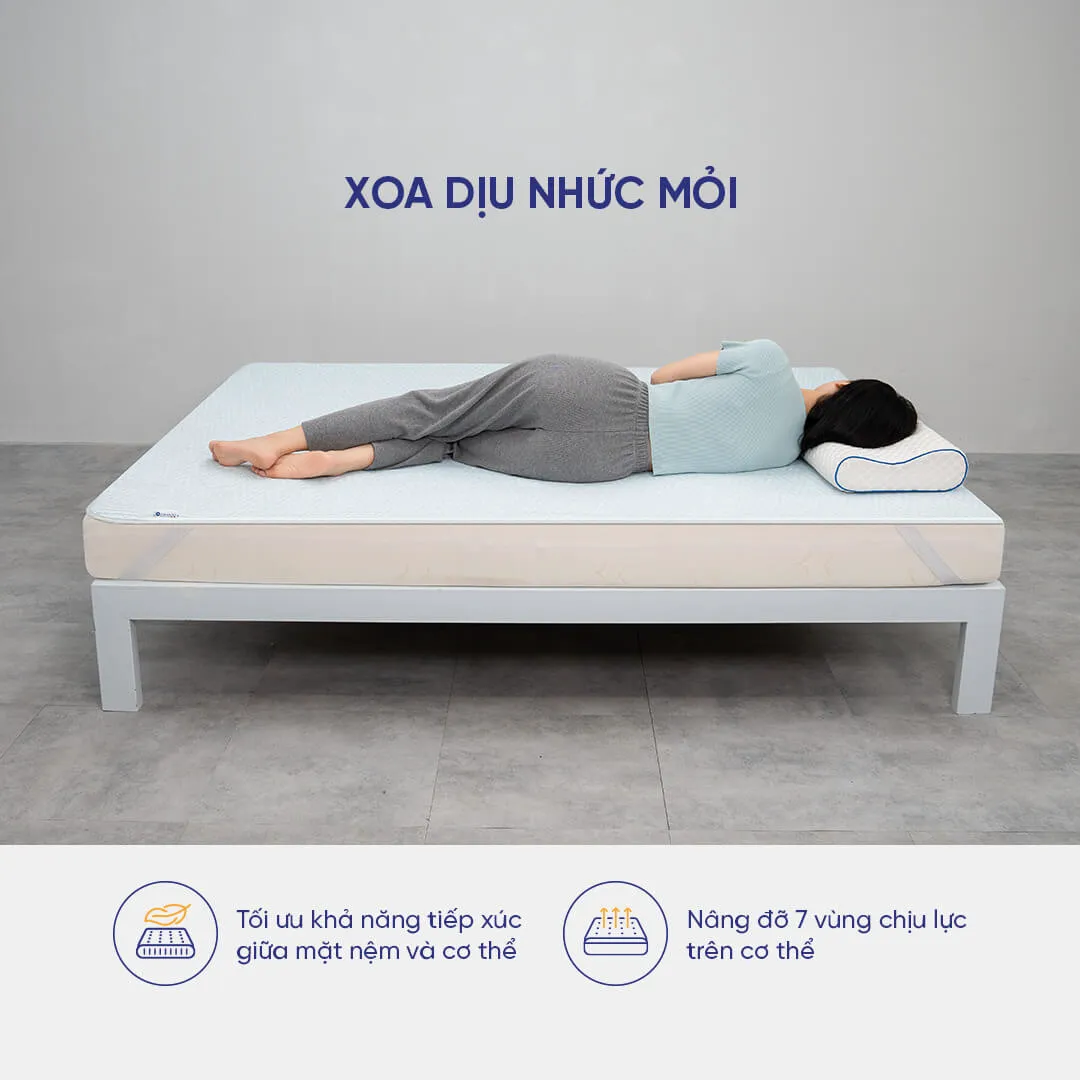 XOA DỊU NHỨC MỎI
Tối ưu khả năng tiếp xúc
giữa mặt nệm và cơ thể
Nâng đỡ 7 vùng chịu lực
trên cơ thể